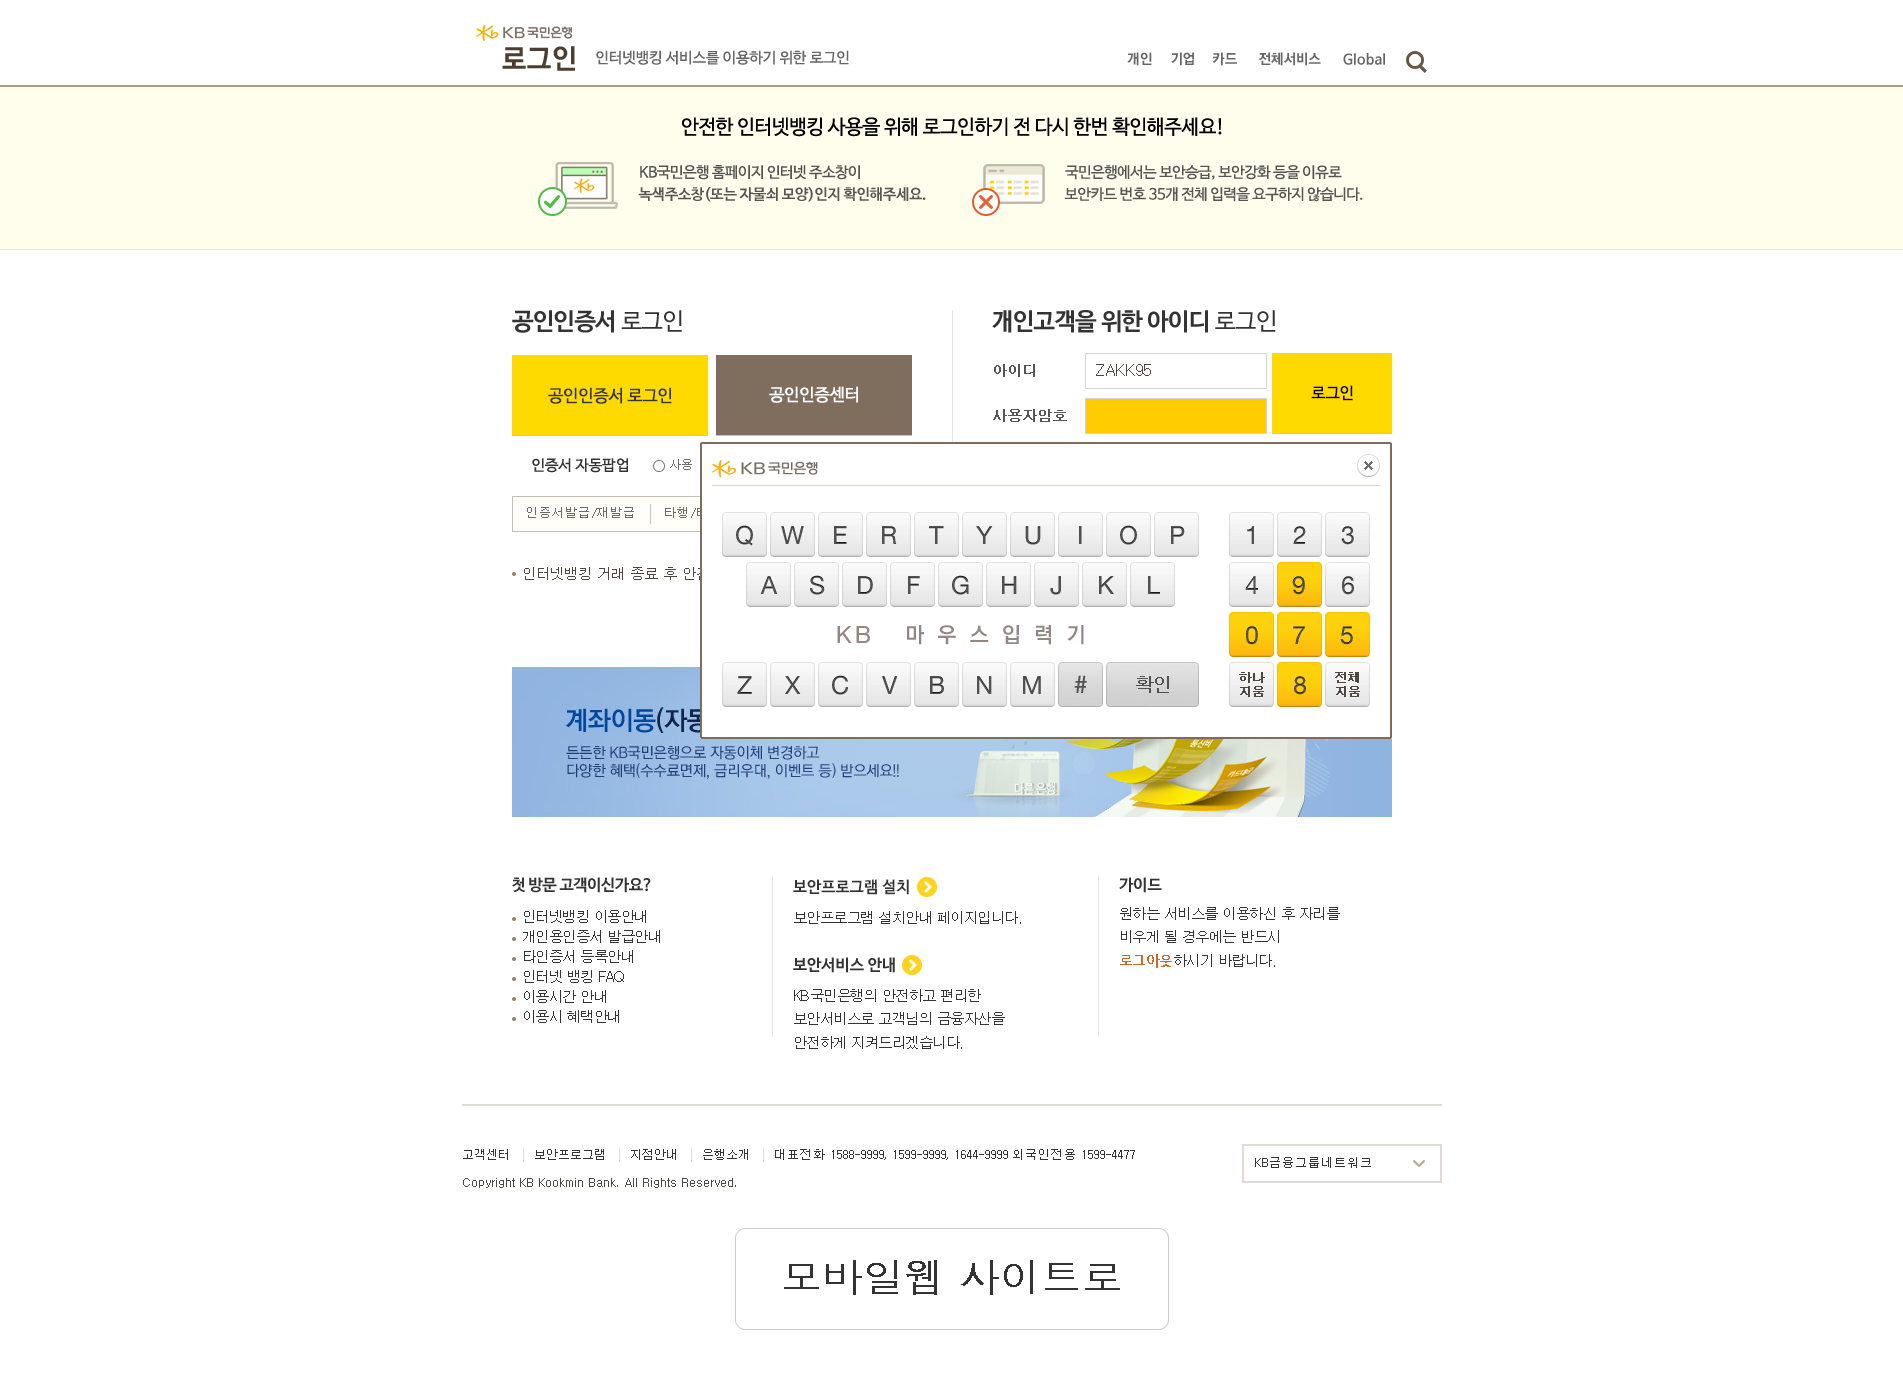 KB 국민은행
로그인 인터넷뱅킹 서비스를 이용하기 위한 로그인
개인 기업 카드 전체서비스 Global
안전한 인터넷뱅킹 사용을 위해 로그인하기 전 다시 한번 확인해주세요!
KB국민은행 홈페이지 인터넷 주소창이
녹색주소창(또는 자물쇠 모양)인지 확인해주세요.
국민은행에서는 보안승급, 보안강화 등을 이유로
보안카드 번호 35개 전체 입력을 요구하지 않습니다.
공인인증서 로그인
공인인증서 로그인 공인인증센터
인증서 자동팝업 사용
인증서발급/재발급 타행/
인터넷뱅킹 거래 종료 후
개인고객을 위한 아이디 로그인
아이디 ZAKK95
사용자암호
로그인
KB 국민은행
Q W E R T Y U I O P 1 2 3
A S D F G H J K L 4 9 6
KB 마우스입력기 0 7 5
Z X C V B N M # 확인 하나지움 8 전체지움
계좌이동(자동
든든한 KB국민은행으로 자동이체 변경하고
다양한 혜택(수수료면제, 금리우대, 이벤트 등) 받으세요!!
다른은행
통신비
첫 방문 고객이신가요?
인터넷뱅킹 이용안내
개인용인증서 발급안내
타인증서 등록안내
인터넷 뱅킹 FAQ
이용시간 안내
이용시 혜택안내
보안프로그램 설치
보안프로그램 설치안내 페이지입니다.
보안서비스 안내
KB국민은행의 안전하고 편리한
보안서비스로 고객님의 금융자산을
안전하게 지켜드리겠습니다.
가이드
원하는 서비스를 이용하신 후 자리를
비우게 될 경우에는 반드시
로그아웃하시기 바랍니다.
고객센터 보안프로그램 지점안내 은행소개 대표전화 1588-9999, 1599-9999, 1644-9999 외국인전용 1599-4477
Copyright KB Kookmin Bank. All Rights Reserved.
KB금융그룹네트워크
모바일웹 사이트로